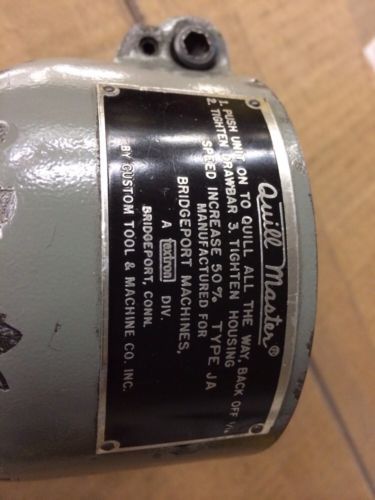 Quill Master®
1. PUSH UNIT ON TO QUILL ALL THE WAY, BACK OFF 1/16
2. TIGHTEN DRAWBAR 3. TIGHTEN HOUSING
SPEED INCREASE 50% TYPE JA
MANUFACTURED FOR
BRIDGEPORT MACHINES,
A textron DIV.
BRIDGEPORT, CONN.
BY CUSTOM TOOL & MACHINE CO. INC.